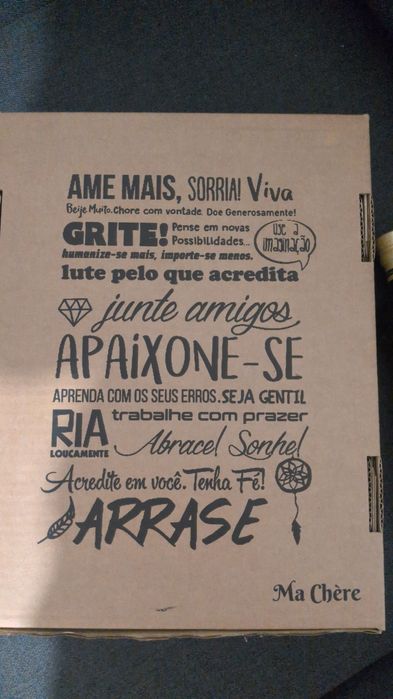 AME MAIS, SORRIA! Viva
Beije Muito. Chore com vontade. Doe Generosamente!
GRITE! Pense em novas Possibilidades...
use a imaginação
humanize-se mais, importe-se menos.
lute pelo que acredita
junte amigos
APAIXONE-SE
APRENDA COM OS SEUS ERROS. SEJA GENTIL
RIA LOUCAMENTE
trabalhe com prazer
Abrace! Sonhe!
Acredite em você. Tenha Fé!
ARRASE
Ma Chère